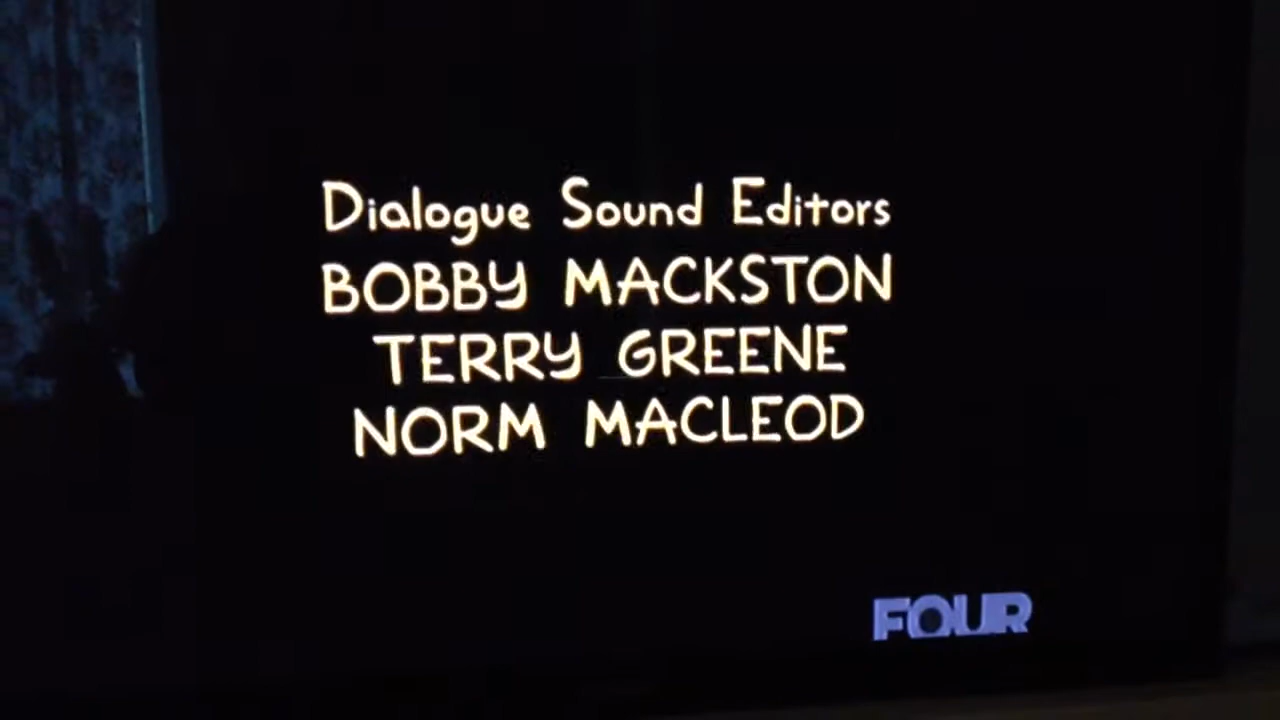 Dialogue Sound Editors
BOBBY MACKSTON
TERRY GREENE
NORM MACLEOD
FOUR